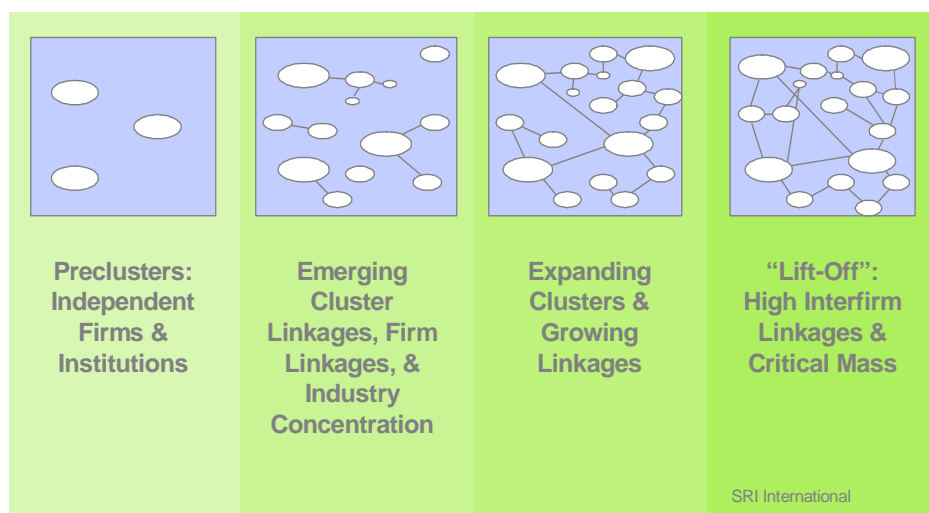 Preclusters:
Independent
Firms &
Institutions
Emerging
Cluster
Linkages, Firm
Linkages, &
Industry
Concentration
Expanding
Clusters &
Growing
Linkages
“Lift-Off”:
High Interfirm
Linkages &
Critical Mass
SRI International